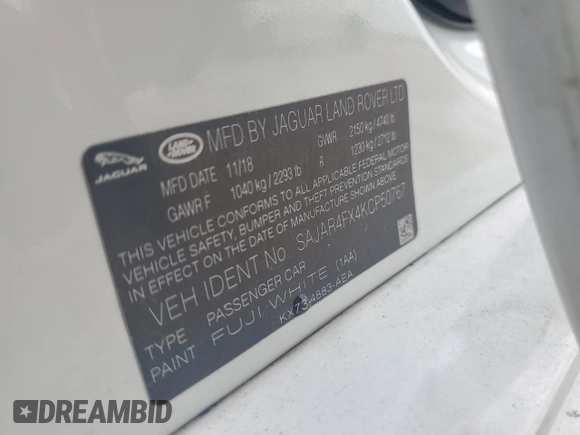 JAGUAR LAND ROVER MFD BY JAGUAR LAND ROVER LTD
MFD DATE 11/18 GVWR 2150 kg / 4740 lb
GAWR F 1040 kg / 2293 lb R 1230 kg / 2712 lb
THIS VEHICLE CONFORMS TO ALL APPLICABLE FEDERAL MOTOR
VEHICLE SAFETY, BUMPER AND THEFT PREVENTION STANDARDS
IN EFFECT ON THE DATE OF MANUFACTURE SHOWN ABOVE
VEH IDENT NO. SAJAR4FX4KCP50767
TYPE PASSENGER CAR
PAINT FUJI WHITE (1AA)
KX73-4883-AEA
DREAMBID